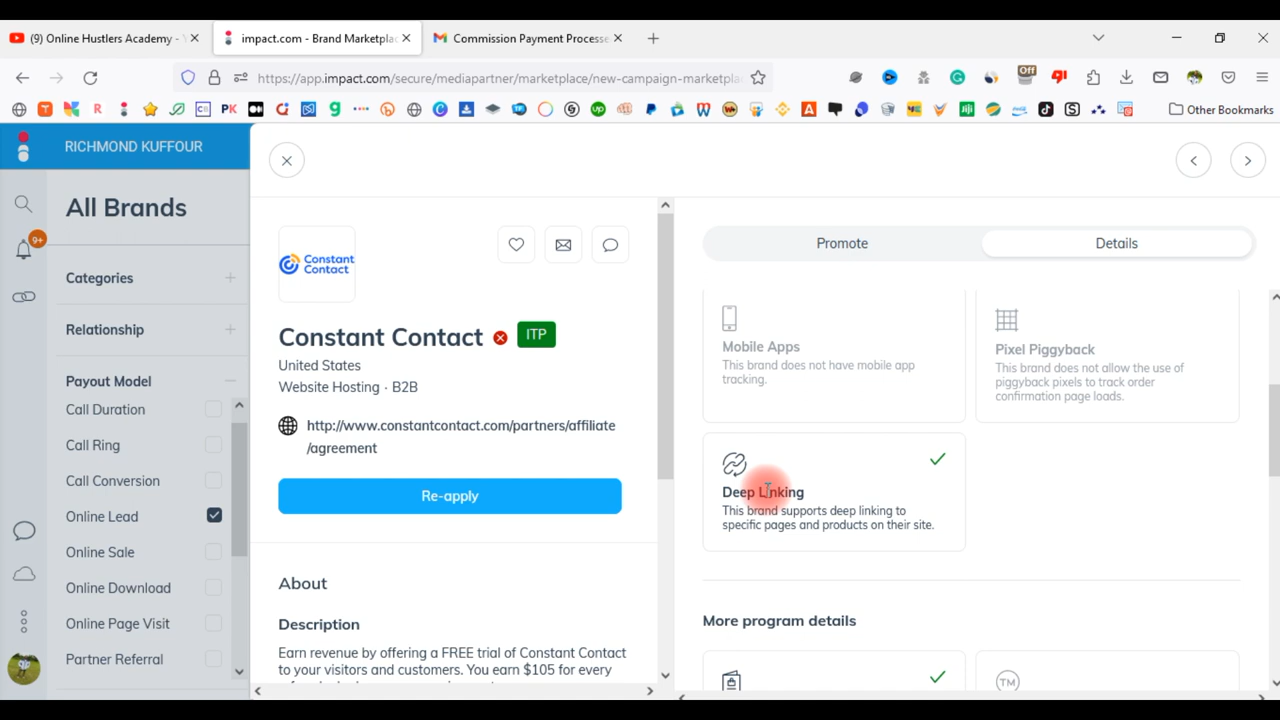 (9) Online Hustlers Academy - Y
impact.com - Brand Marketpla
Commission Payment Processe
https://app.impact.com/secure/mediapartner/marketplace/new-campaign-marketpla
Off
Other Bookmarks
RICHMOND KUFFOUR
All Brands
9+
Categories
Relationship
Payout Model
Call Duration
Call Ring
Call Conversion
Online Lead
Online Sale
Online Download
Online Page Visit
Partner Referral
Constant
Contact
Constant Contact
ITP
United States
Website Hosting · B2B
http://www.constantcontact.com/partners/affiliate
/agreement
Re-apply
About
Description
Earn revenue by offering a FREE trial of Constant Contact
to your visitors and customers. You earn $105 for every
Promote
Details
Mobile Apps
This brand does not have mobile app
tracking.
Pixel Piggyback
This brand does not allow the use of
piggyback pixels to track order
confirmation page loads.
Deep Linking
This brand supports deep linking to
specific pages and products on their site.
More program details
TM